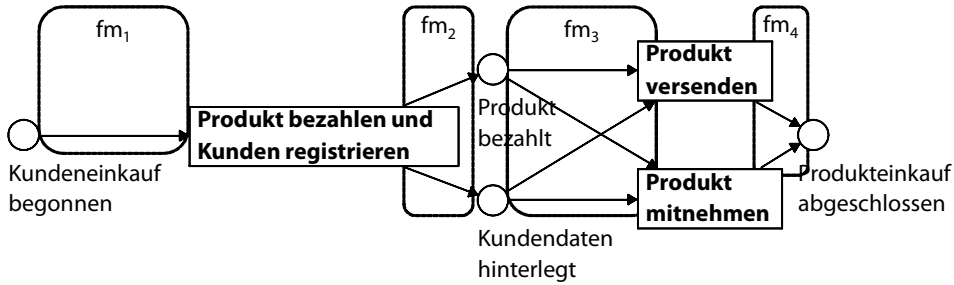 fm1
fm2
fm3
fm4
Produkt
versenden
Produkt bezahlen und
Kunden registrieren
Produkt
bezahlt
Kundeneinkauf
begonnen
Produkt
mitnehmen
Produkteinkauf
abgeschlossen
Kundendaten
hinterlegt